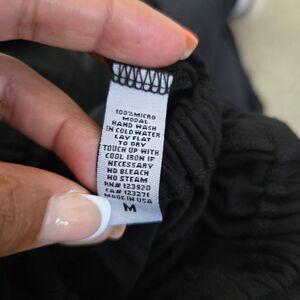 100% MICRO
MODAL
HAND WASH
IN COLD WATER
LAY FLAT
TO DRY
TOUCH UP WITH
COOL IRON IF
NECESSARY
NO BLEACH
NO STEAM
RN# 123920
CA# 123271
MADE IN USA
M